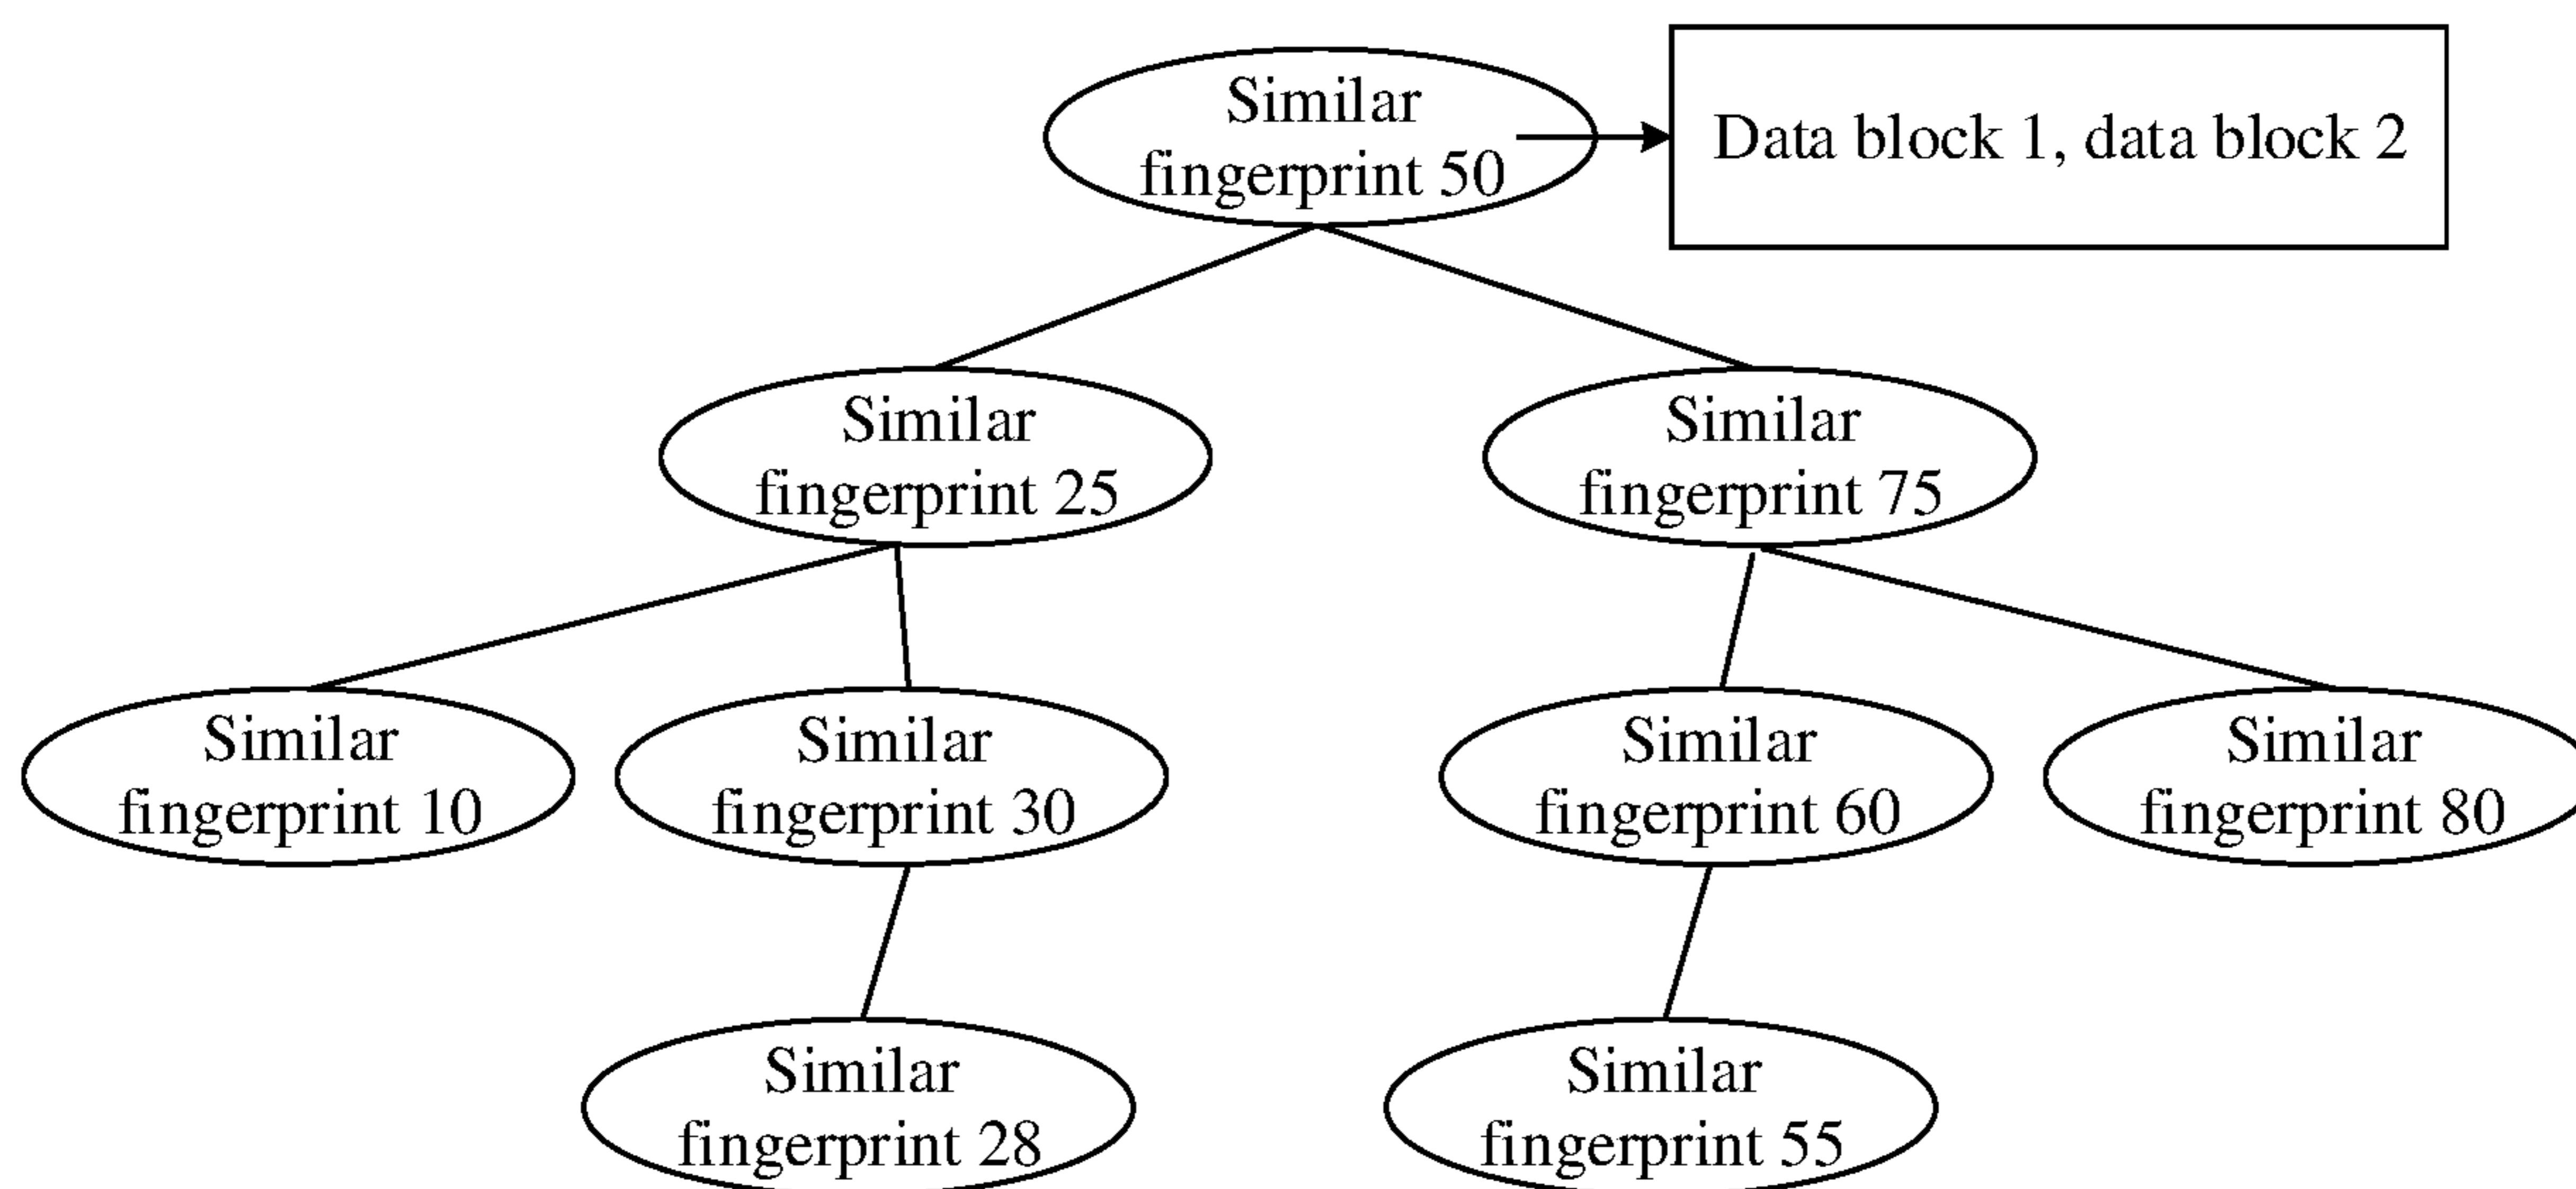 Similar
fingerprint 50
Data block 1, data block 2
Similar
fingerprint 25
Similar
fingerprint 75
Similar
fingerprint 10
Similar
fingerprint 30
Similar
fingerprint 60
Similar
fingerprint 80
Similar
fingerprint 28
Similar
fingerprint 55